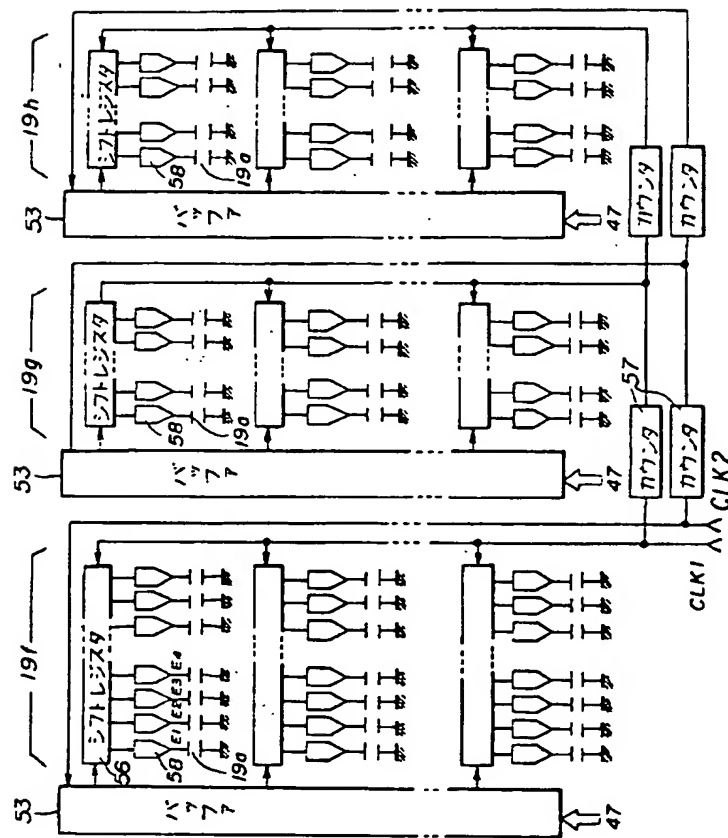 19f
19g
19h
53
バッファ
47
シフトレジスタ
56
58
E1 E2 E3 E4
19a
53
バッファ
47
シフトレジスタ
58
19a
53
バッファ
47
シフトレジスタ
58
19a
カウンタ
カウンタ
57
カウンタ
カウンタ
CLK1
CLK2